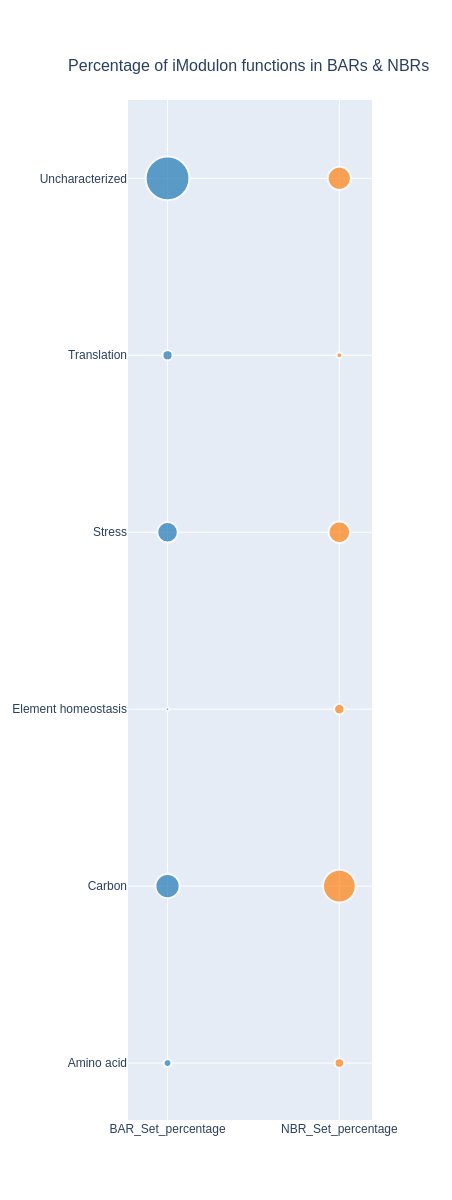 Percentage of iModulon functions in BARs & NBRs
Uncharacterized
Translation
Stress
Element homeostasis
Carbon
Amino acid
BAR_Set_percentage
NBR_Set_percentage